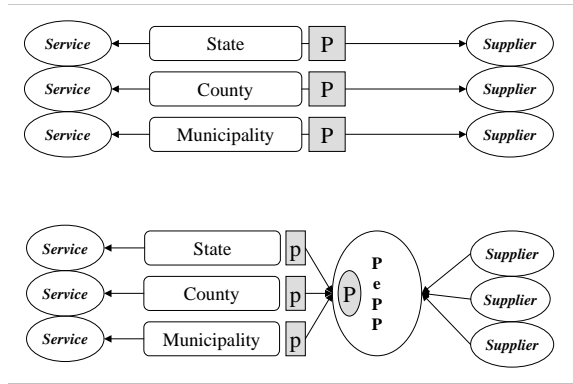 Service State P Supplier
Service County P Supplier
Service Municipality P Supplier
Service State p Supplier
Service County p P Supplier
Service Municipality p Supplier
P
e
P
P